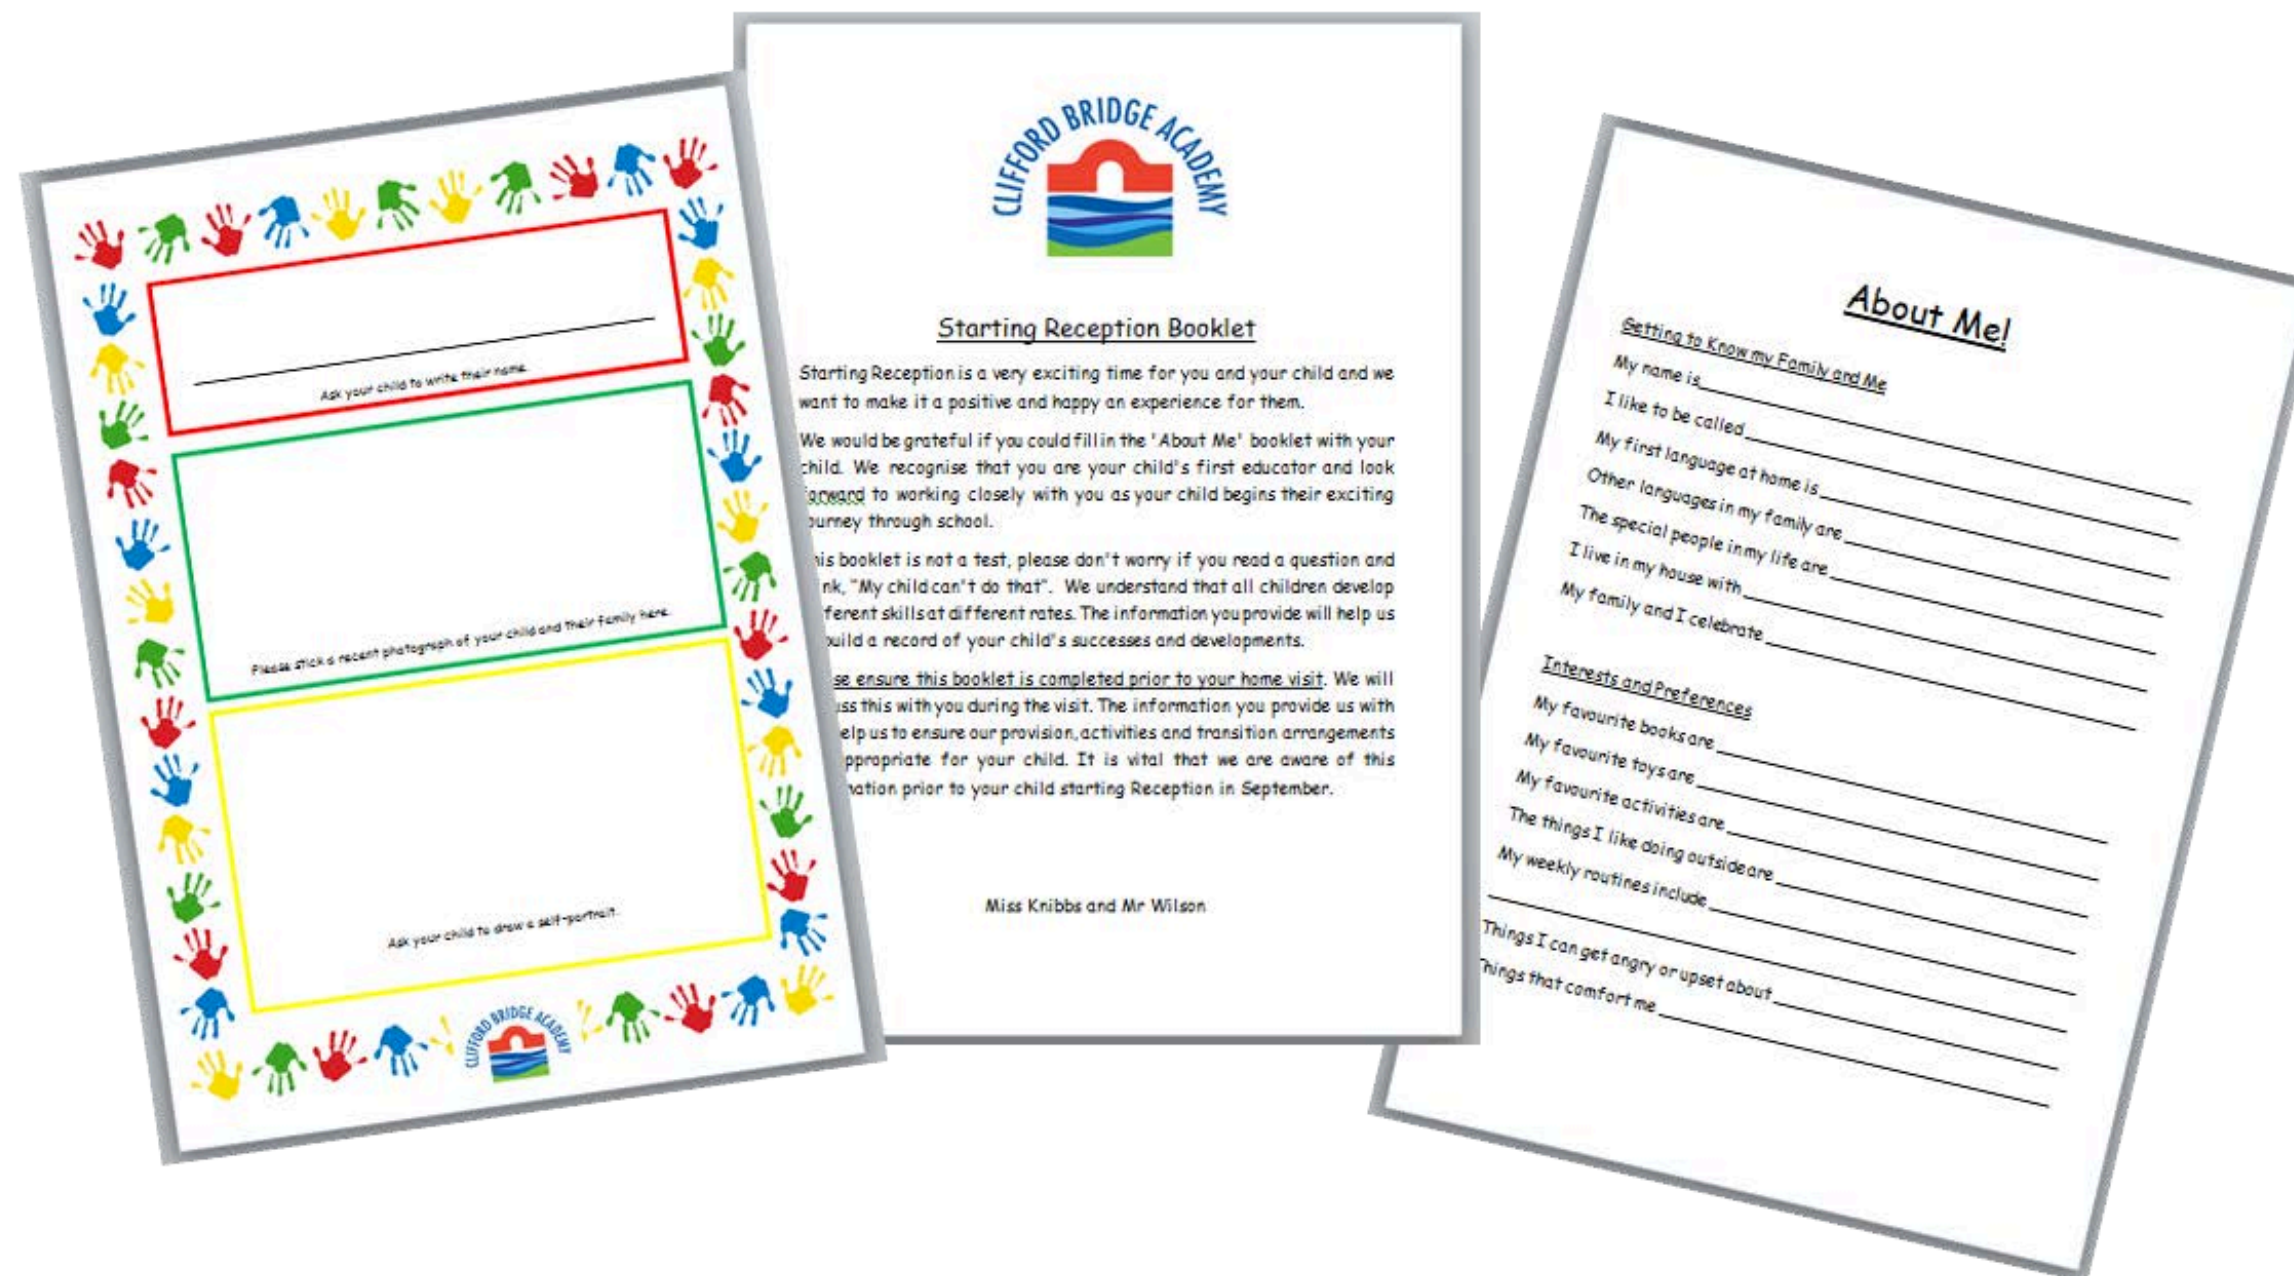 Ask your child to write their name.
Please stick a recent photograph of your child and their family here.
Ask your child to draw a self-portrait.
CLIFFORD BRIDGE ACADEMY
CLIFFORD BRIDGE ACADEMY
Starting Reception Booklet
Starting Reception is a very exciting time for you and your child and we
want to make it a positive and happy an experience for them.
We would be grateful if you could fill in the 'About Me' booklet with your
child. We recognise that you are your child's first educator and look
forward to working closely with you as your child begins their exciting
journey through school.
his booklet is not a test, please don't worry if you read a question and
nk, "My child can't do that". We understand that all children develop
ferent skills at different rates. The information you provide will help us
uild a record of your child's successes and developments.
se ensure this booklet is completed prior to your home visit. We will
uss this with you during the visit. The information you provide us with
elp us to ensure our provision, activities and transition arrangements
ppropriate for your child. It is vital that we are aware of this
mation prior to your child starting Reception in September.
Miss Knibbs and Mr Wilson
About Me!
Getting to Know my Family and Me
My name is
I like to be called
My first language at home is
Other languages in my family are
The special people in my life are
I live in my house with
My family and I celebrate
Interests and Preferences
My favourite books are
My favourite toys are
My favourite activities are
The things I like doing outside are
My weekly routines include
Things I can get angry or upset about
Things that comfort me